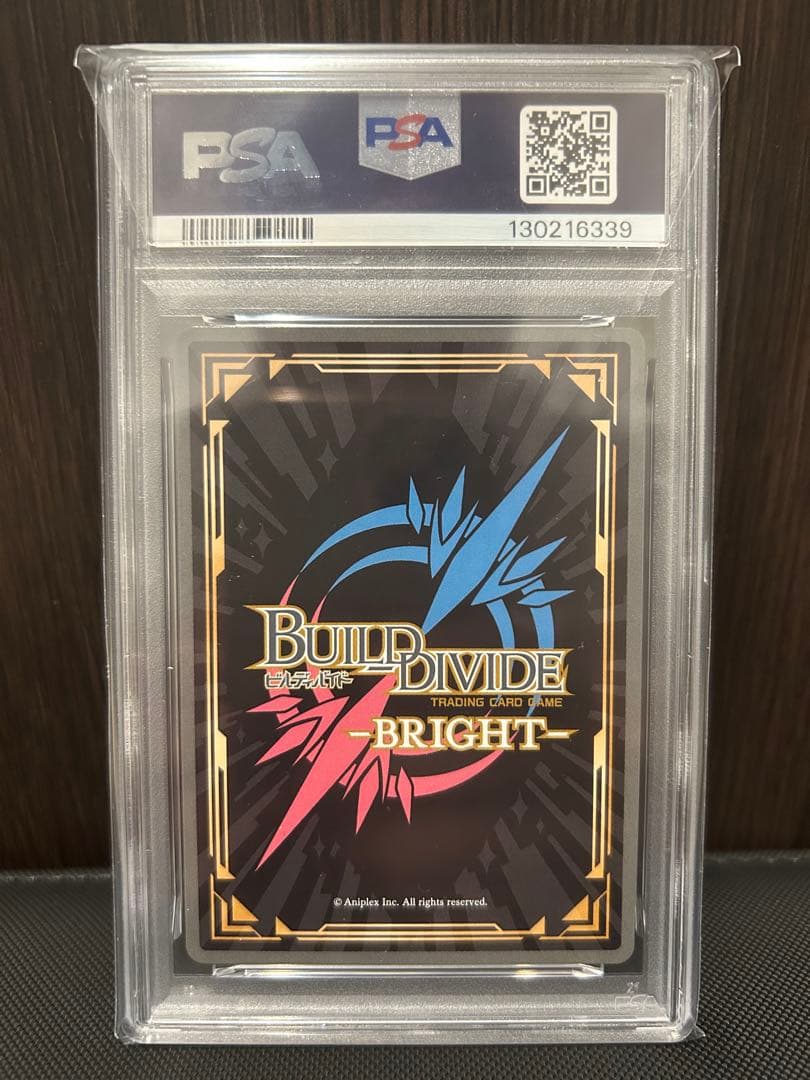 PSA
PSA
130216339
BUILD DIVIDE
ビルディバイド
TRADING CARD GAME
-BRIGHT-
© Aniplex Inc. All rights reserved.